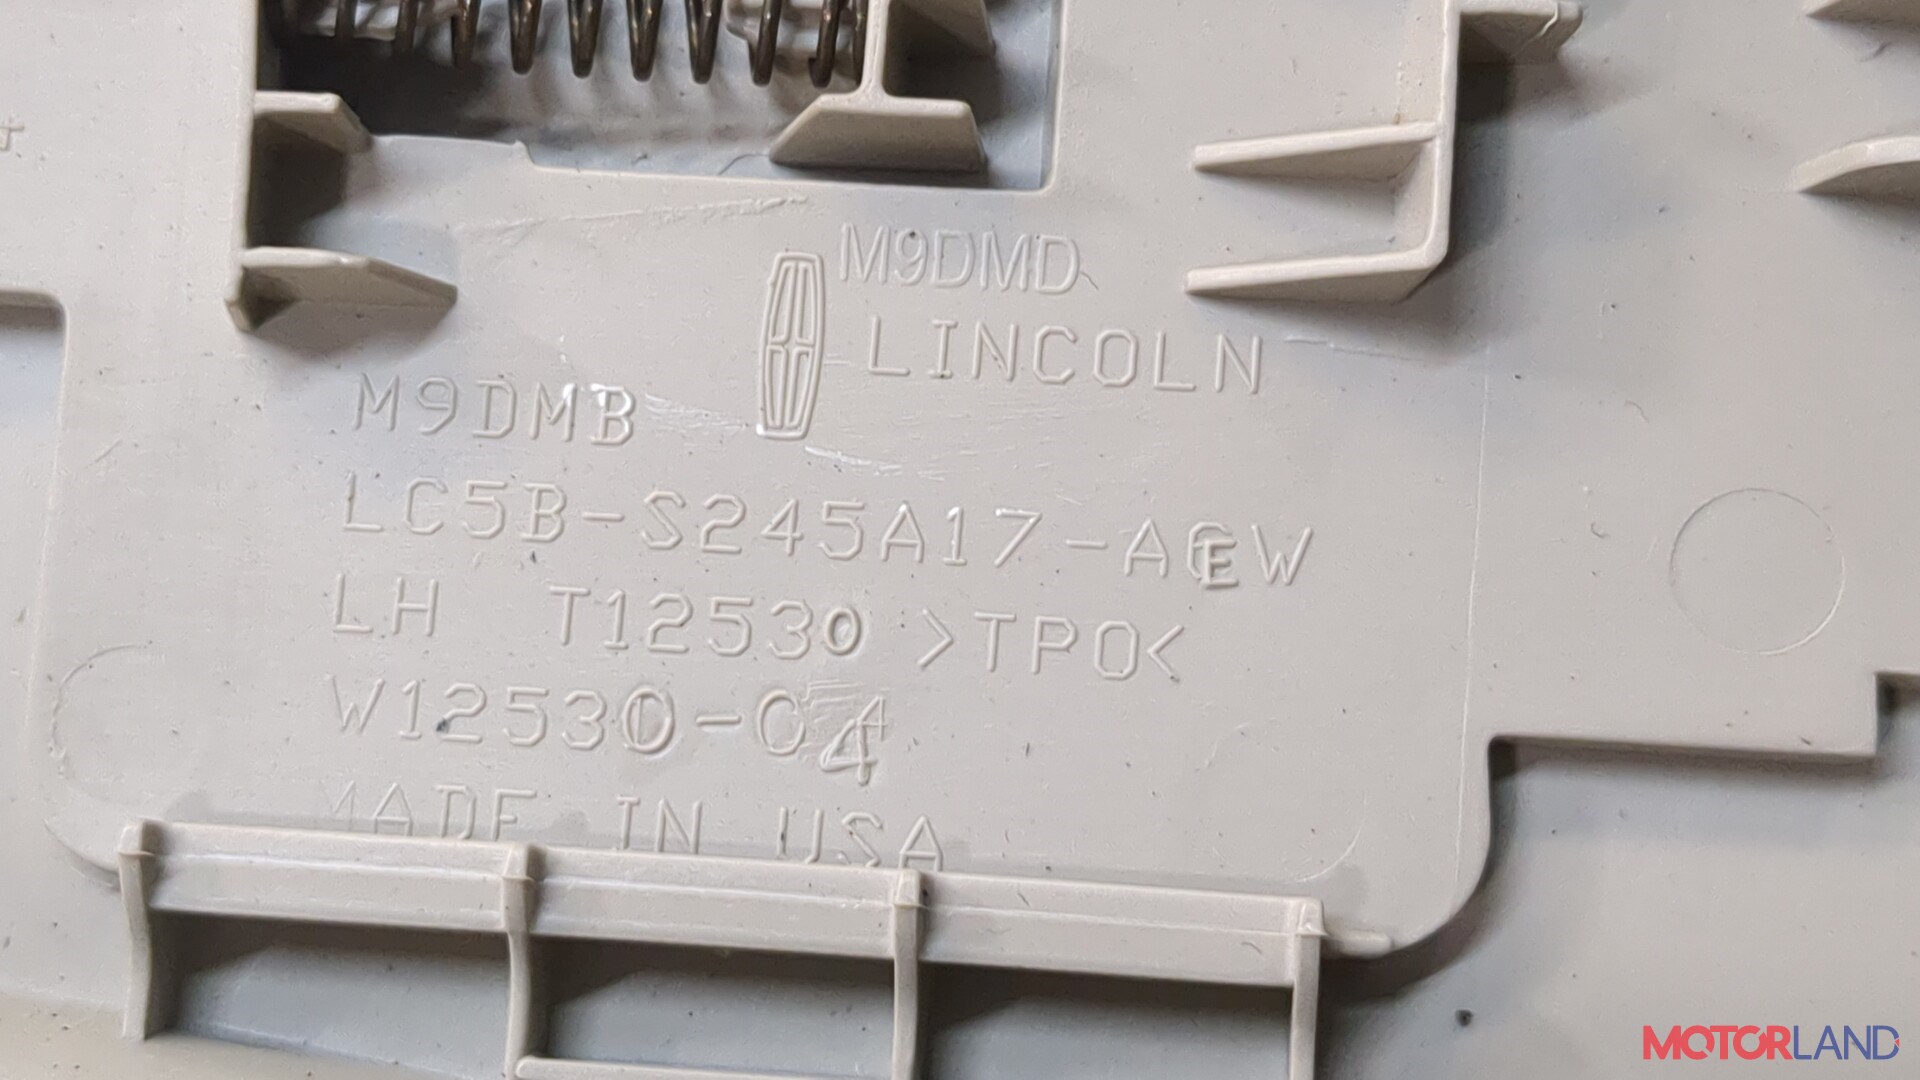 M9DMD
LINCOLN
M9DMB
LC5B-S245A17-AEW
LH T12530 >TPO<
W12530-04
MADE IN USA
MOTORLAND